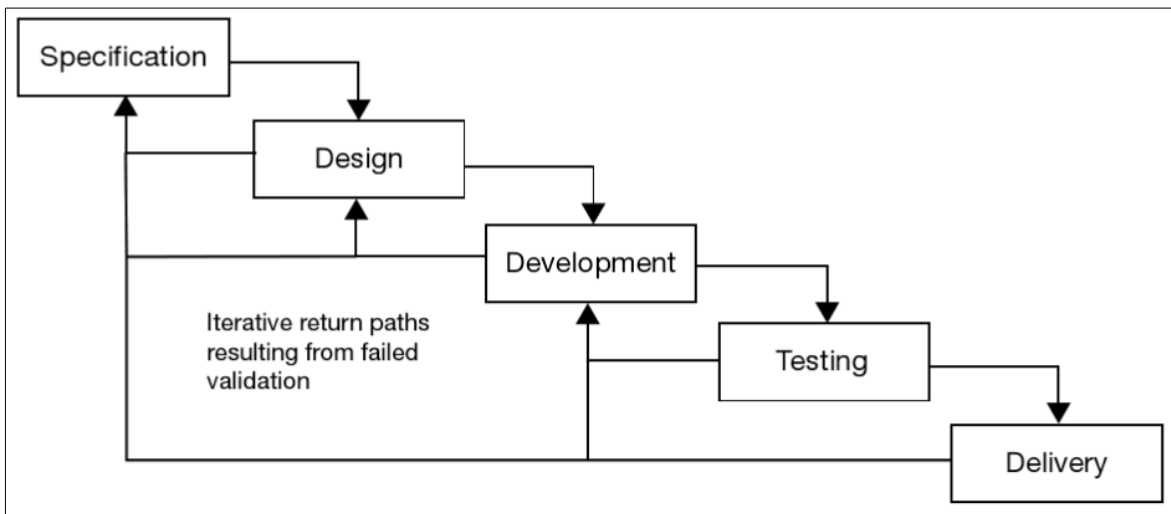 Specification
Design
Development
Iterative return paths
resulting from failed
validation
Testing
Delivery